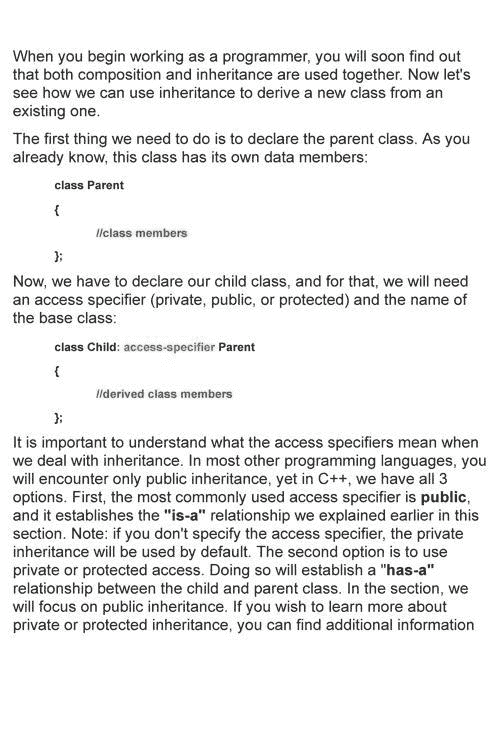 When you begin working as a programmer, you will soon find out
that both composition and inheritance are used together. Now let's
see how we can use inheritance to derive a new class from an
existing one.
The first thing we need to do is to declare the parent class. As you
already know, this class has its own data members:
class Parent
{
//class members
};
Now, we have to declare our child class, and for that, we will need
an access specifier (private, public, or protected) and the name of
the base class:
class Child: access-specifier Parent
{
//derived class members
};
It is important to understand what the access specifiers mean when
we deal with inheritance. In most other programming languages, you
will encounter only public inheritance, yet in C++, we have all 3
options. First, the most commonly used access specifier is public,
and it establishes the "is-a" relationship we explained earlier in this
section. Note: if you don't specify the access specifier, the private
inheritance will be used by default. The second option is to use
private or protected access. Doing so will establish a "has-a"
relationship between the child and parent class. In the section, we
will focus on public inheritance. If you wish to learn more about
private or protected inheritance, you can find additional information